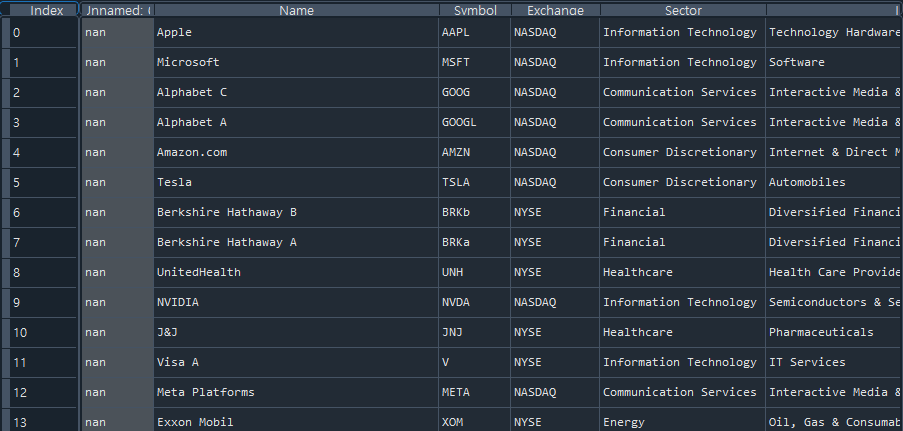 Index Unnamed: ( Name Symbol Exchange Sector
0 nan Apple AAPL NASDAQ Information Technology Technology Hardware
1 nan Microsoft MSFT NASDAQ Information Technology Software
2 nan Alphabet C GOOG NASDAQ Communication Services Interactive Media &
3 nan Alphabet A GOOGL NASDAQ Communication Services Interactive Media &
4 nan Amazon.com AMZN NASDAQ Consumer Discretionary Internet & Direct M
5 nan Tesla TSLA NASDAQ Consumer Discretionary Automobiles
6 nan Berkshire Hathaway B BRKb NYSE Financial Diversified Financi
7 nan Berkshire Hathaway A BRKa NYSE Financial Diversified Financi
8 nan UnitedHealth UNH NYSE Healthcare Health Care Provide
9 nan NVIDIA NVDA NASDAQ Information Technology Semiconductors & Se
10 nan J&J JNJ NYSE Healthcare Pharmaceuticals
11 nan Visa A V NYSE Information Technology IT Services
12 nan Meta Platforms META NASDAQ Communication Services Interactive Media &
13 nan Exxon Mobil XOM NYSE Energy Oil, Gas & Consumab